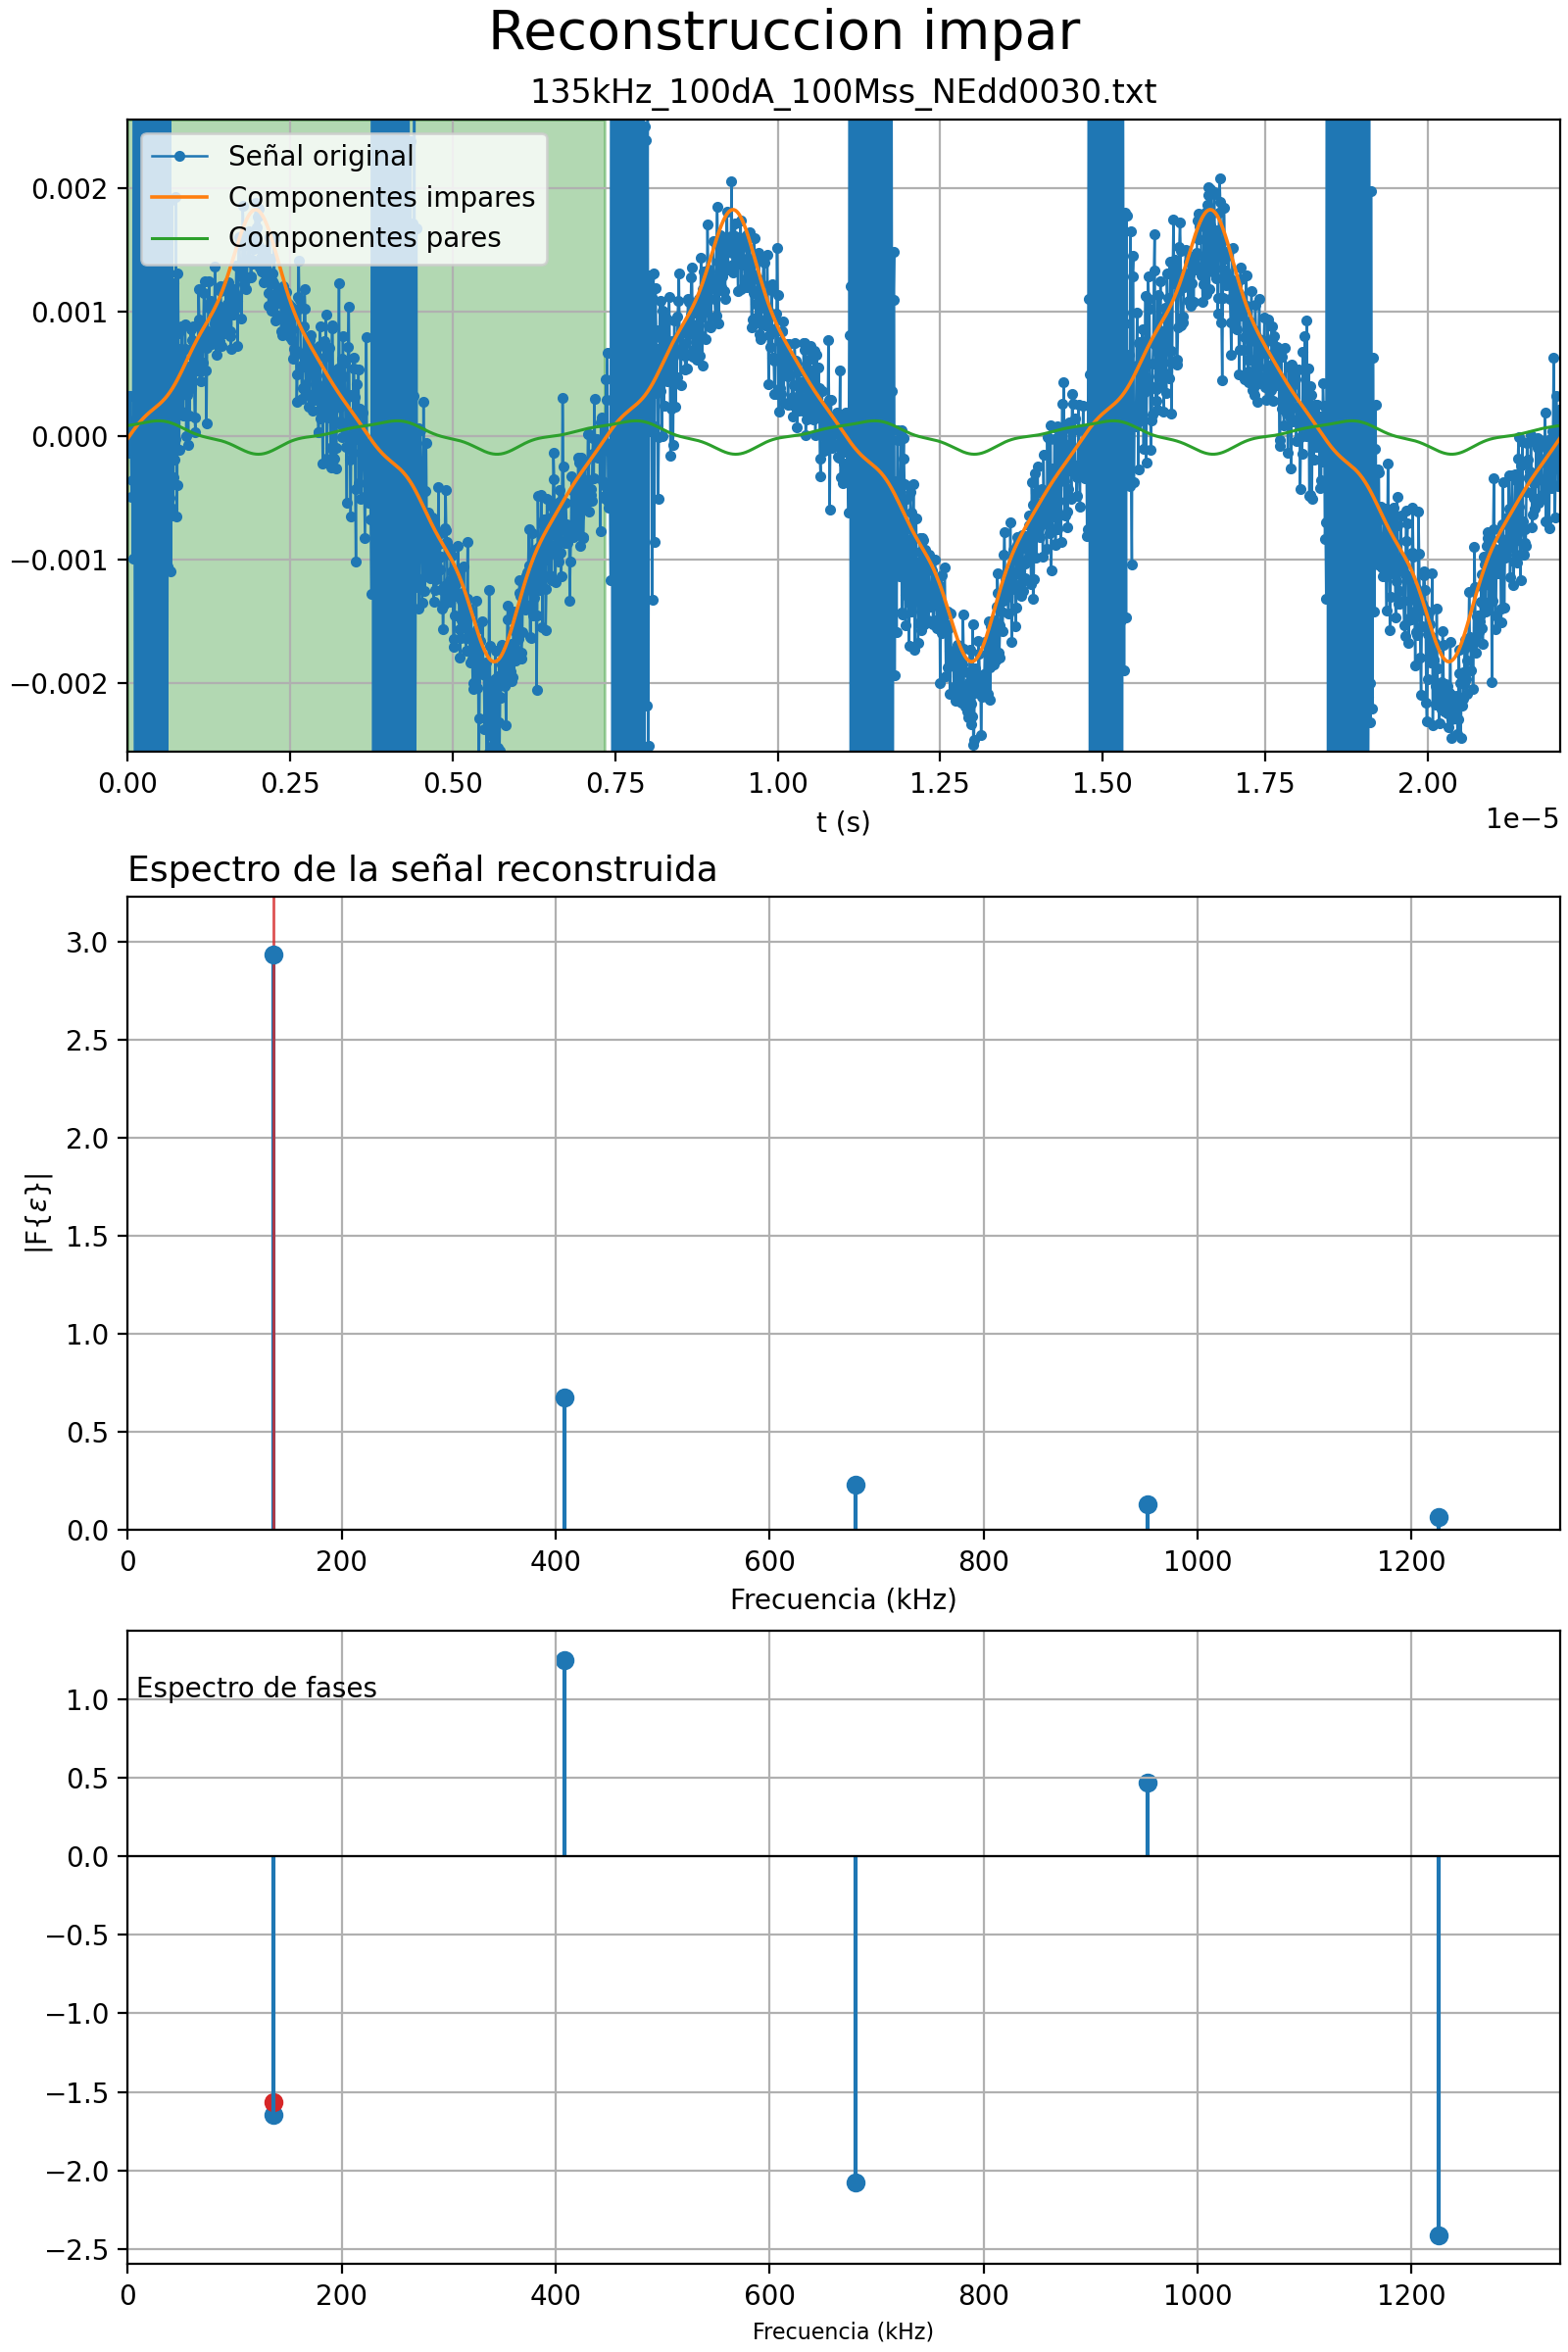 Reconstruccion impar
135kHz_100dA_100Mss_NEdd0030.txt
Señal original
Componentes impares
Componentes pares
0.002
0.001
0.000
−0.001
−0.002
0.00 0.25 0.50 0.75 1.00 1.25 1.50 1.75 2.00
t (s)
1e−5
Espectro de la señal reconstruida
|F{ε}|
3.0
2.5
2.0
1.5
1.0
0.5
0.0
0 200 400 600 800 1000 1200
Frecuencia (kHz)
Espectro de fases
1.0
0.5
0.0
−0.5
−1.0
−1.5
−2.0
−2.5
0 200 400 600 800 1000 1200
Frecuencia (kHz)